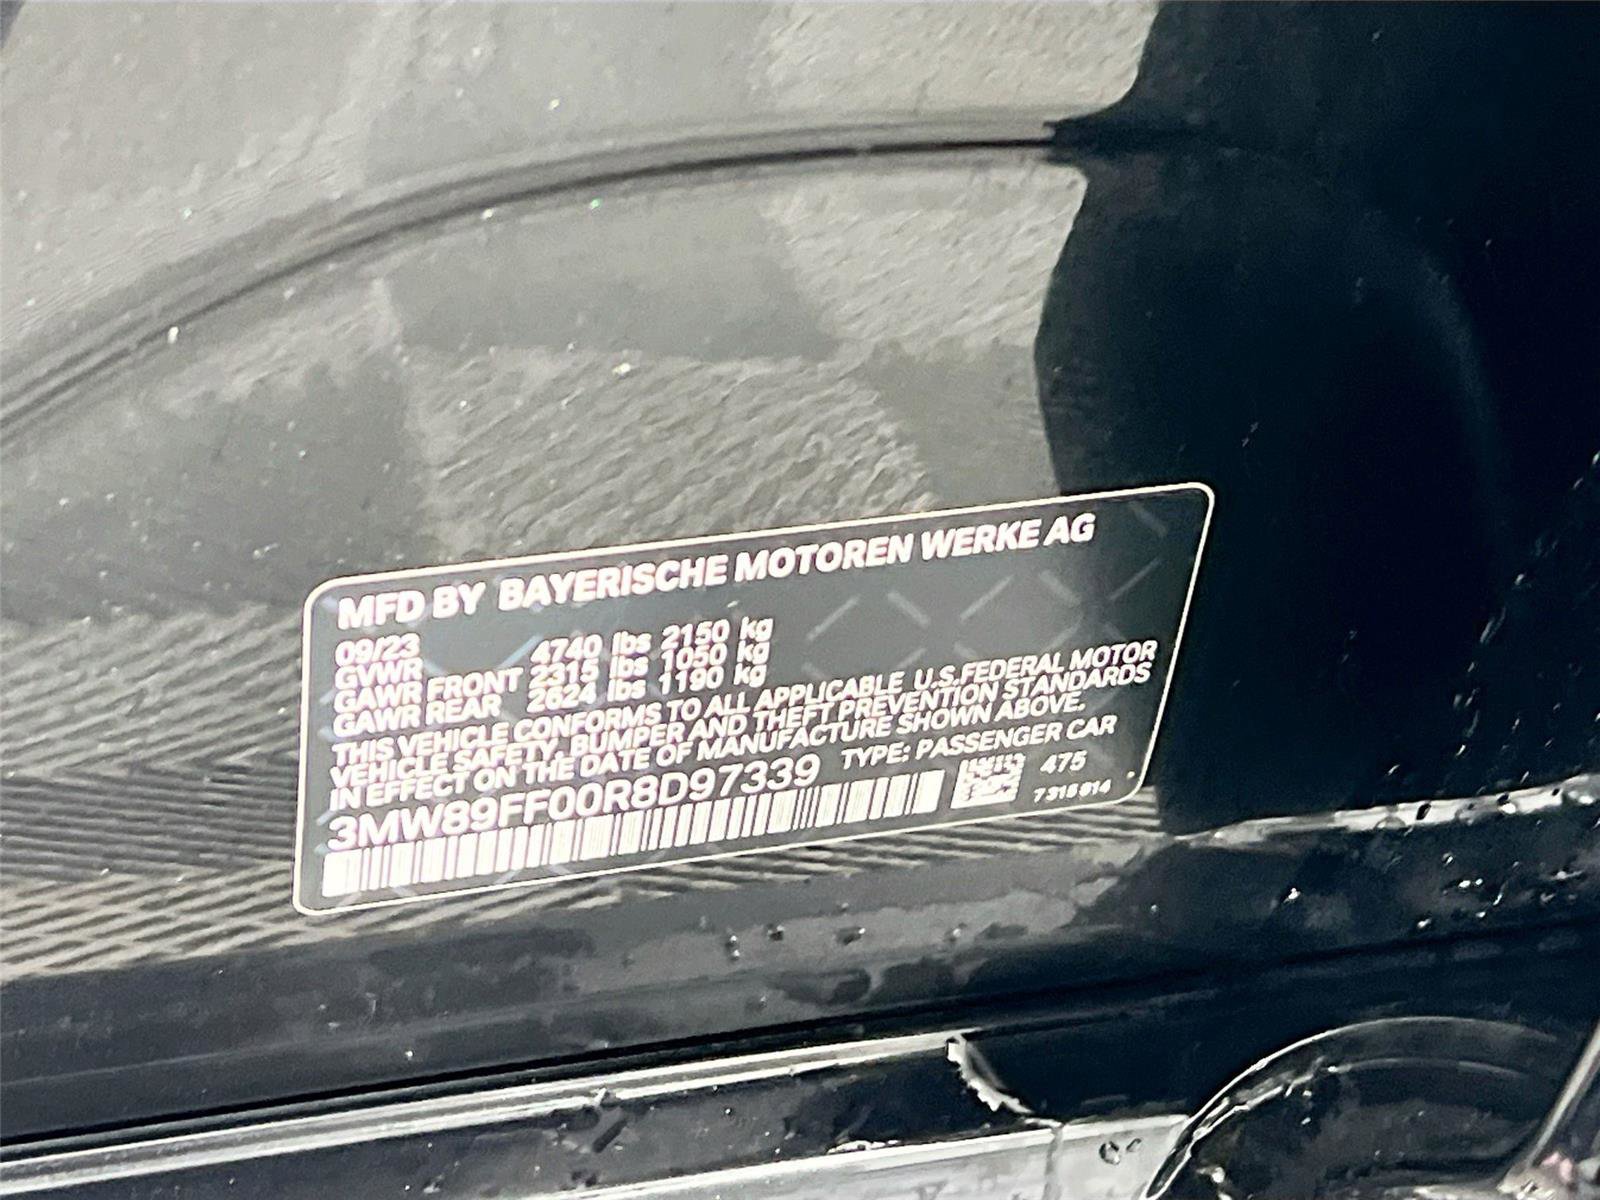 MFD BY BAYERISCHE MOTOREN WERKE AG
09/23
GVWR 4740 lbs 2150 kg
GAWR FRONT 2315 lbs 1050 kg
GAWR REAR 2624 lbs 1190 kg
THIS VEHICLE CONFORMS TO ALL APPLICABLE U.S.FEDERAL MOTOR
VEHICLE SAFETY, BUMPER AND THEFT PREVENTION STANDARDS
IN EFFECT ON THE DATE OF MANUFACTURE SHOWN ABOVE.
3MW89FF00R8D97339 TYPE: PASSENGER CAR
475
7316914